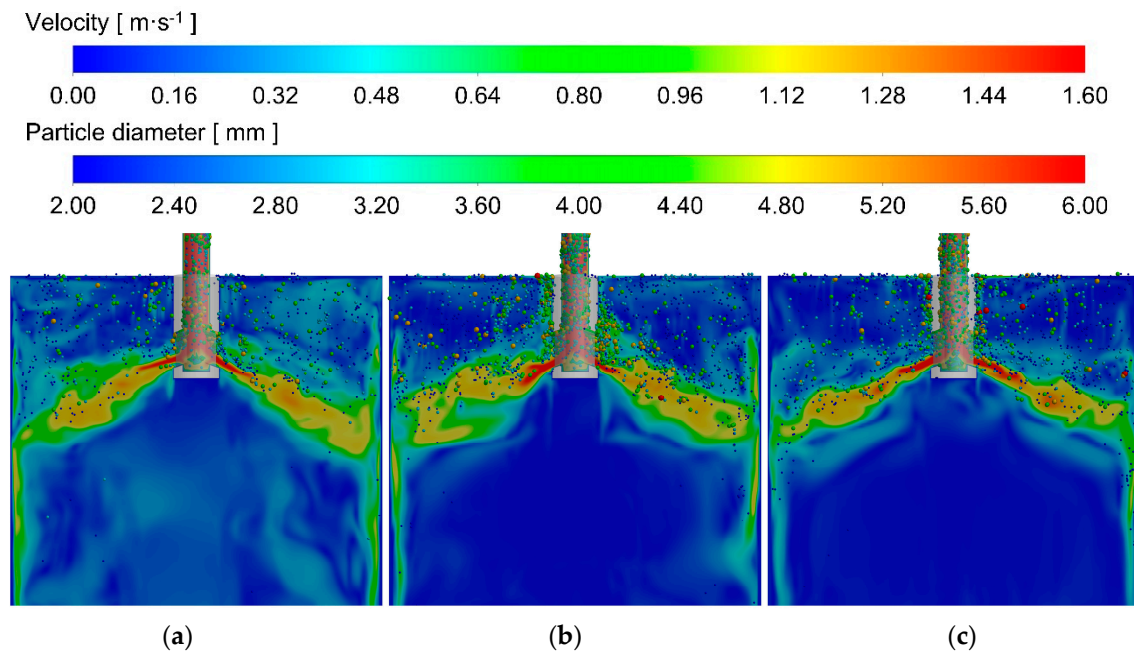 Velocity [ m·s⁻¹ ]
0.00 0.16 0.32 0.48 0.64 0.80 0.96 1.12 1.28 1.44 1.60
Particle diameter [ mm ]
2.00 2.40 2.80 3.20 3.60 4.00 4.40 4.80 5.20 5.60 6.00
(a) (b) (c)